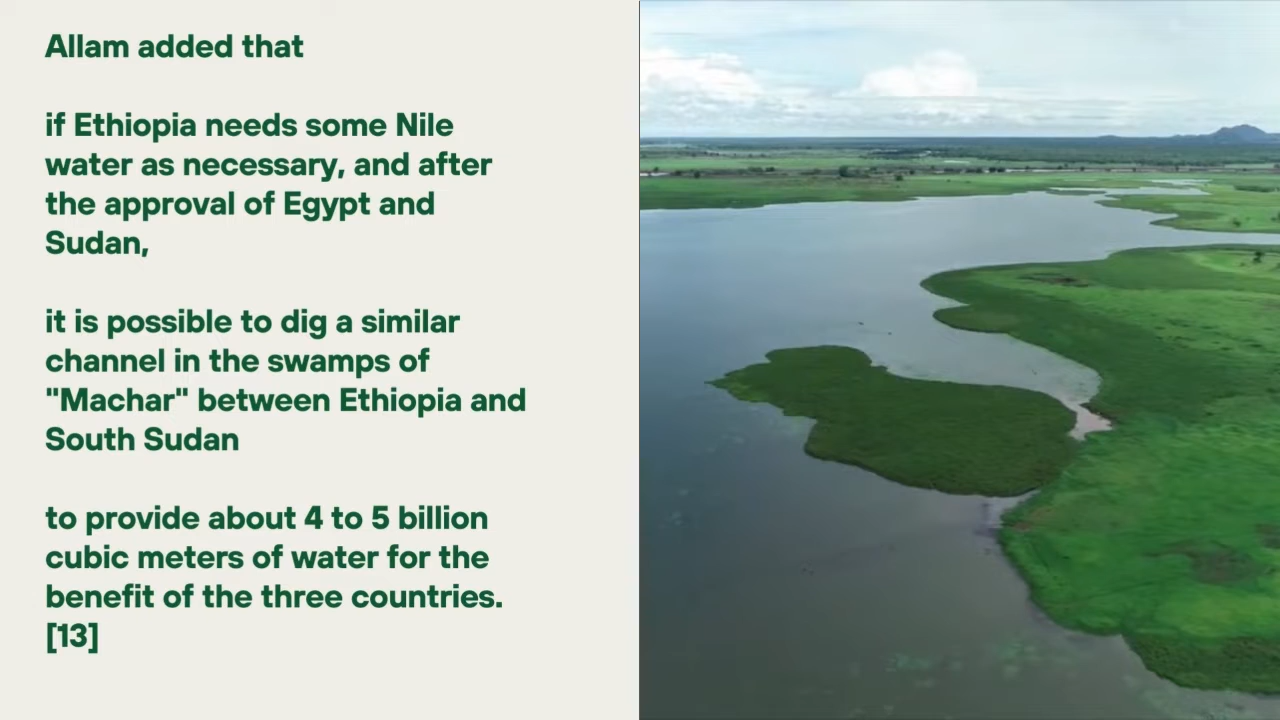 Allam added that
if Ethiopia needs some Nile
water as necessary, and after
the approval of Egypt and
Sudan,
it is possible to dig a similar
channel in the swamps of
"Machar" between Ethiopia and
South Sudan
to provide about 4 to 5 billion
cubic meters of water for the
benefit of the three countries.
[13]